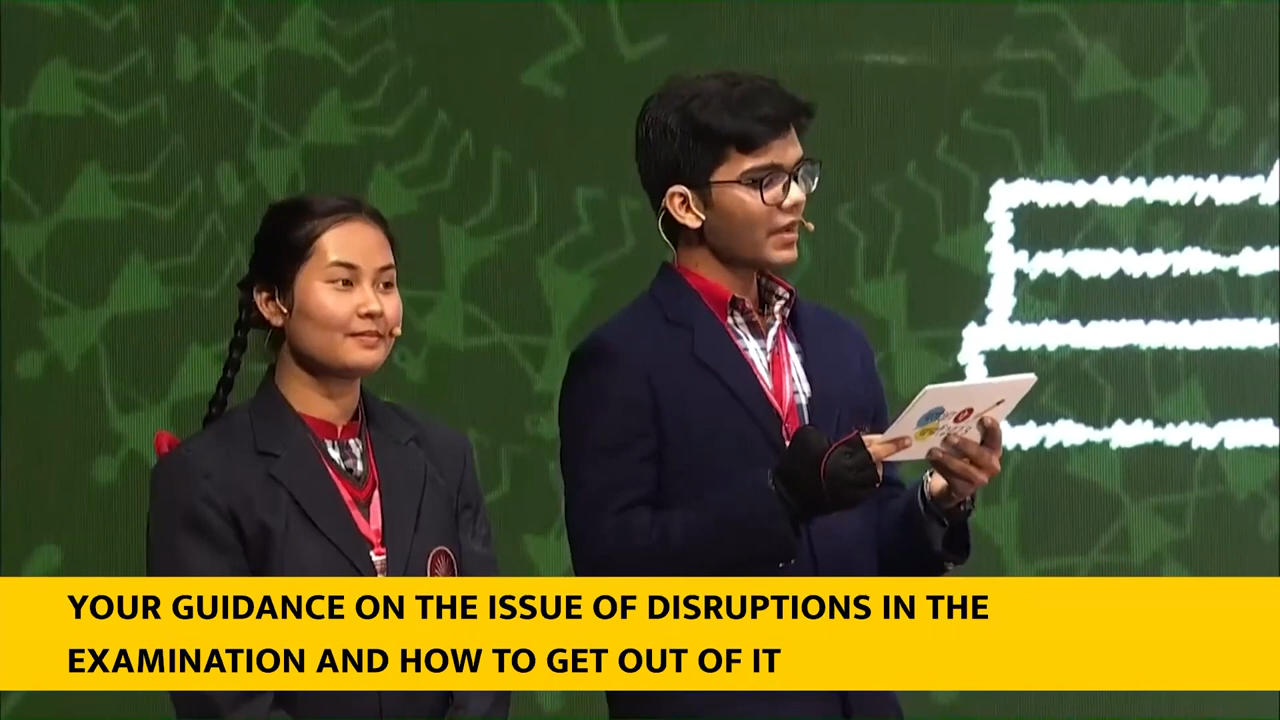 YOUR GUIDANCE ON THE ISSUE OF DISRUPTIONS IN THE
EXAMINATION AND HOW TO GET OUT OF IT